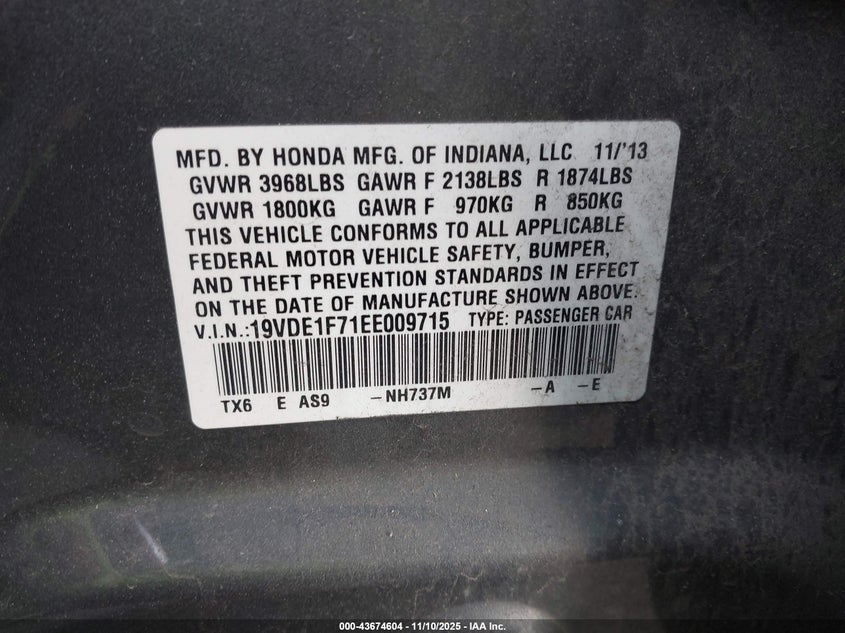 MFD. BY HONDA MFG. OF INDIANA, LLC 11/'13
GVWR 3968LBS GAWR F 2138LBS R 1874LBS
GVWR 1800KG GAWR F 970KG R 850KG
THIS VEHICLE CONFORMS TO ALL APPLICABLE
FEDERAL MOTOR VEHICLE SAFETY, BUMPER,
AND THEFT PREVENTION STANDARDS IN EFFECT
ON THE DATE OF MANUFACTURE SHOWN ABOVE.
V.I.N.:19VDE1F71EE009715 TYPE: PASSENGER CAR
TX6 E AS9 -NH737M -A -E
000-43674604 — 11/10/2025 — IAA Inc.